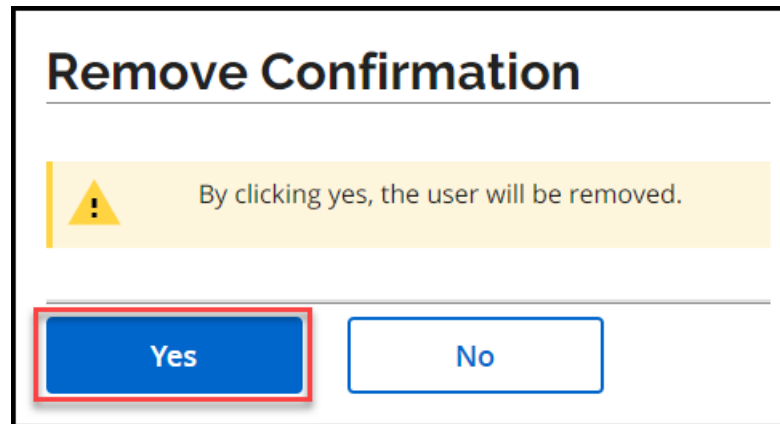 Remove Confirmation
By clicking yes, the user will be removed.
Yes
No